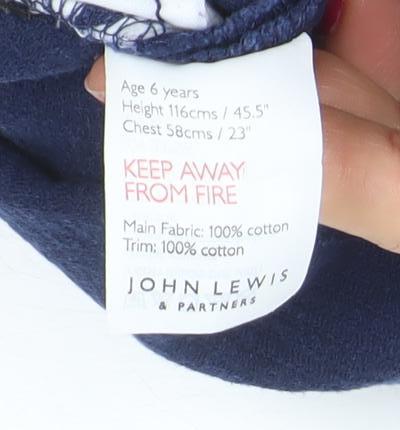 Age 6 years
Height 116cms / 45.5"
Chest 58cms / 23"
KEEP AWAY
FROM FIRE
Main Fabric: 100% cotton
Trim: 100% cotton
JOHN LEWIS
& PARTNERS